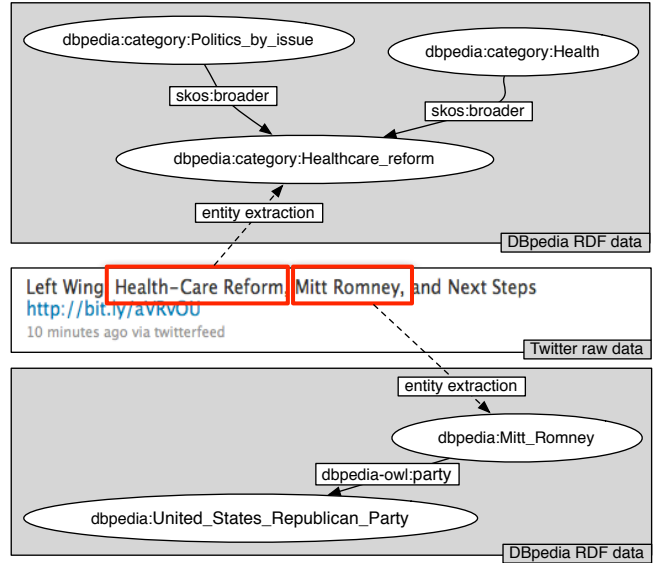 dbpedia:category:Politics_by_issue
dbpedia:category:Health
skos:broader
skos:broader
dbpedia:category:Healthcare_reform
entity extraction
DBpedia RDF data
Left Wing, Health-Care Reform, Mitt Romney, and Next Steps
http://bit.ly/aVRvOU
10 minutes ago via twitterfeed
Twitter raw data
entity extraction
dbpedia:Mitt_Romney
dbpedia-owl:party
dbpedia:United_States_Republican_Party
DBpedia RDF data